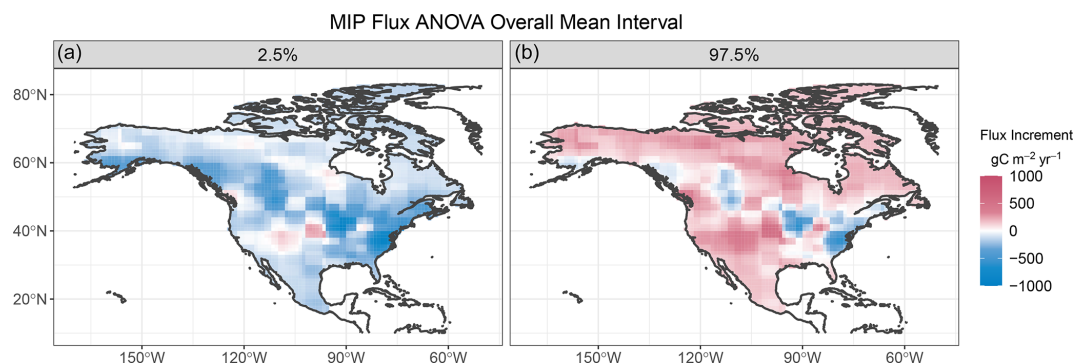 MIP Flux ANOVA Overall Mean Interval
(a) 2.5% (b) 97.5%
80°N
60°N
40°N
20°N
150°W 120°W 90°W 60°W 150°W 120°W 90°W 60°W
Flux Increment
gC m⁻² yr⁻¹
1000
500
0
−500
−1000